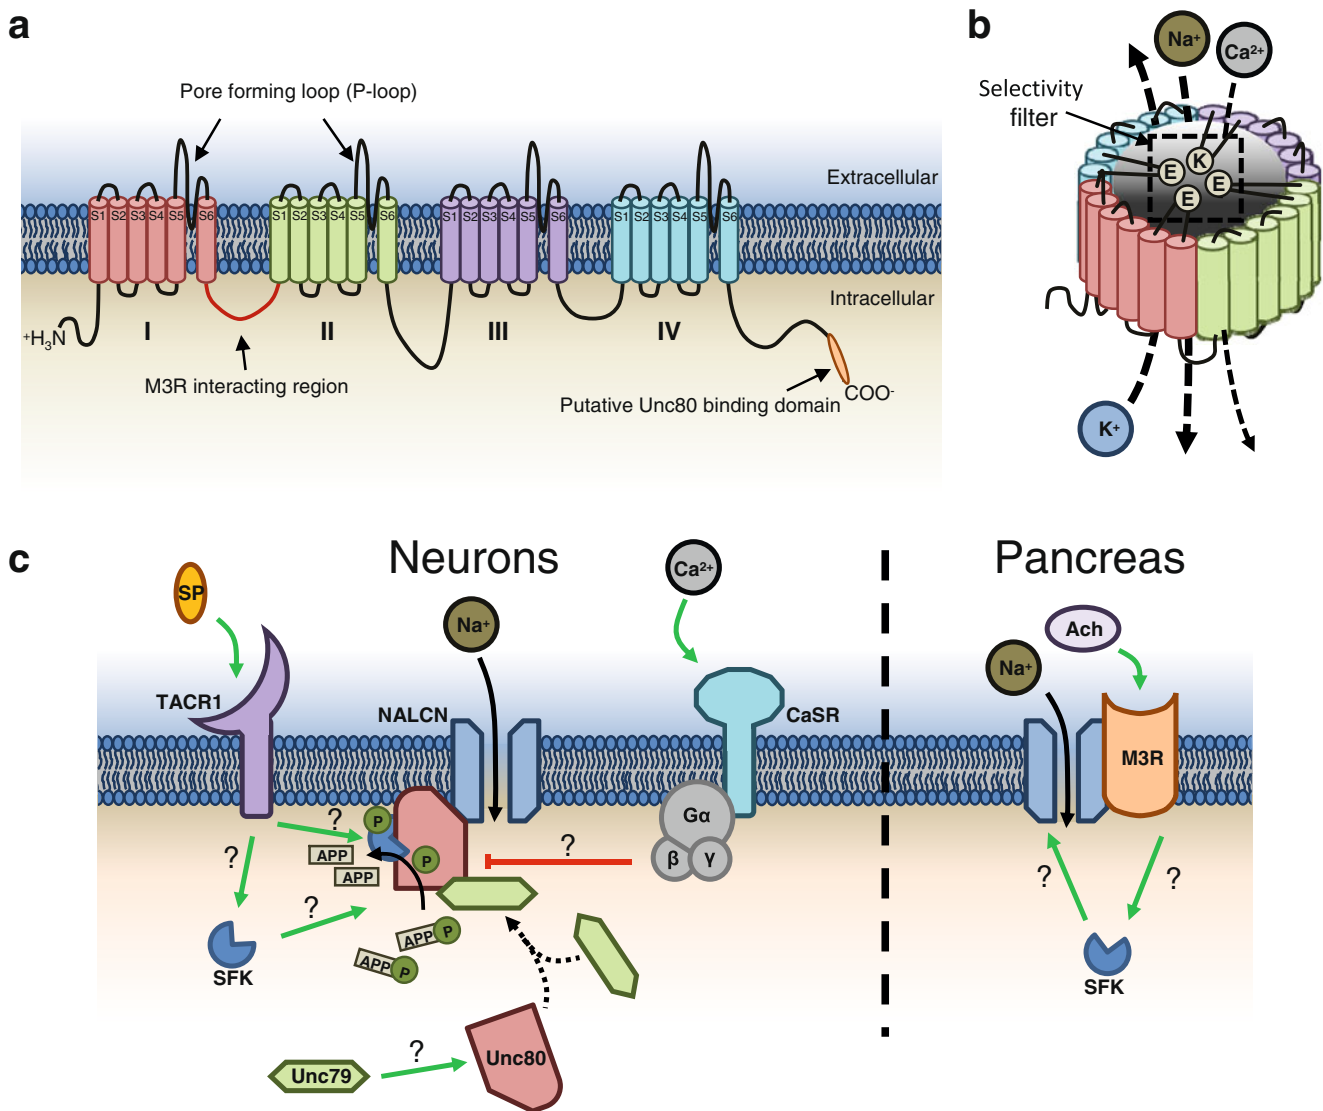 a
Pore forming loop (P-loop)
Extracellular
S1 S2 S3 S4 S5 S6
S1 S2 S3 S4 S5 S6
S1 S2 S3 S4 S5 S6
S1 S2 S3 S4 S5 S6
Intracellular
⁺H₃N
I II III IV
M3R interacting region
Putative Unc80 binding domain
COO⁻
b
Na⁺
Ca²⁺
Selectivity
filter
E K E E
K⁺
c
Neurons
Pancreas
SP
Na⁺
Ca²⁺
Ach
Na⁺
TACR1
NALCN
CaSR
M3R
?
P
APP
APP
P
Gα
β γ
?
?
?
SFK
APP P
APP P
?
?
SFK
Unc79
?
Unc80